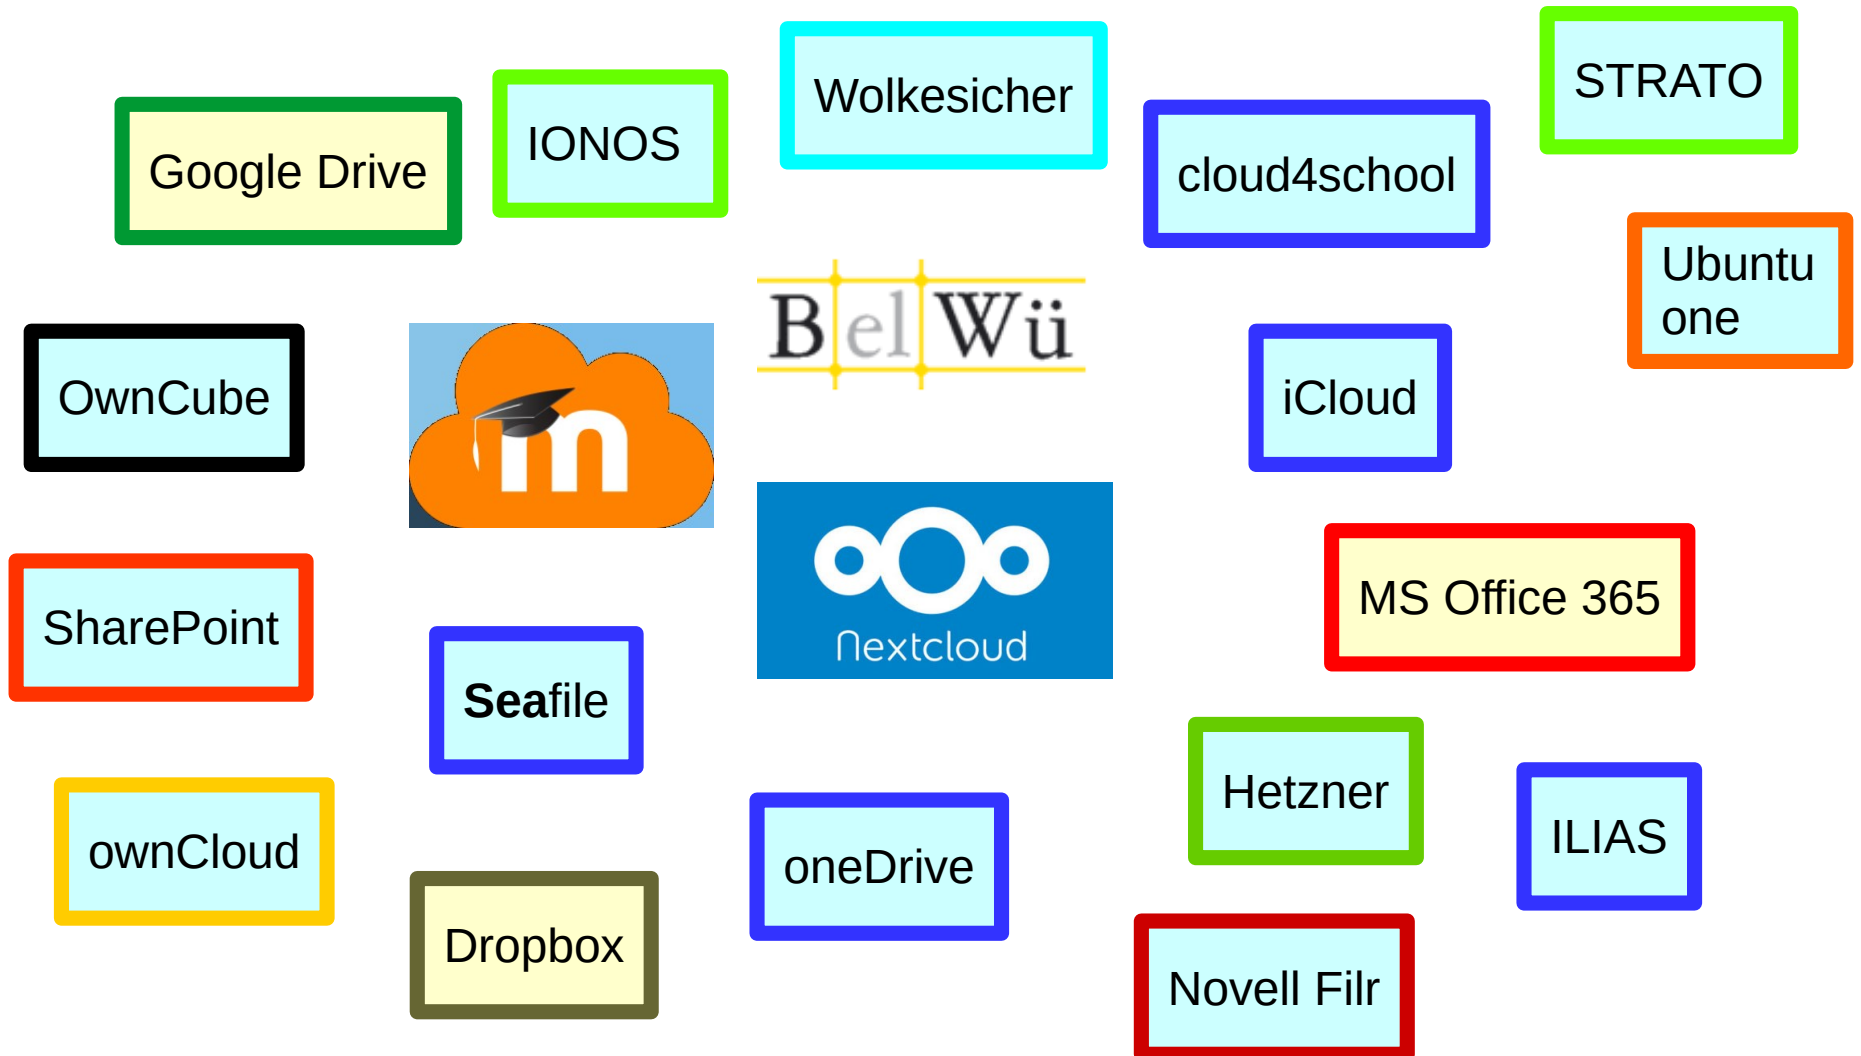 STRATO
Wolkesicher
IONOS
Google Drive
cloud4school
Ubuntu
one
BelWü
OwnCube
iCloud
m
Nextcloud
MS Office 365
SharePoint
Seafile
Hetzner
ILIAS
ownCloud
oneDrive
Dropbox
Novell Filr